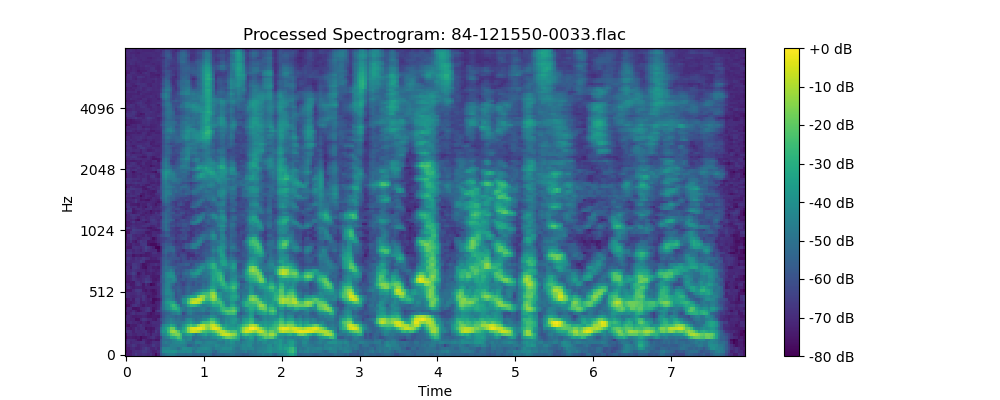 Processed Spectrogram: 84-121550-0033.flac
Hz
4096
2048
1024
512
0
0 1 2 3 4 5 6 7
Time
+0 dB
-10 dB
-20 dB
-30 dB
-40 dB
-50 dB
-60 dB
-70 dB
-80 dB